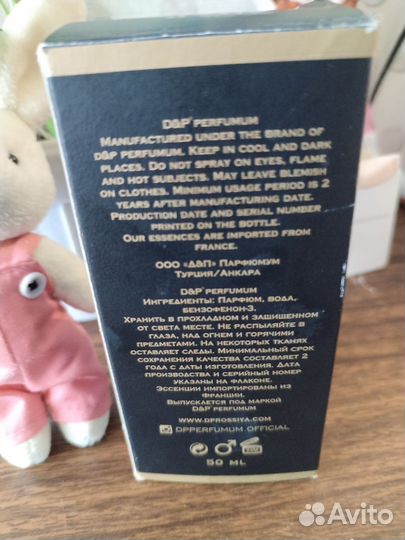 D&P® PERFUMUM
MANUFACTURED UNDER THE BRAND OF
D&P PERFUMUM. KEEP IN COOL AND DARK
PLACES. DO NOT SPRAY ON EYES, FLAME
AND HOT SUBJECTS. MAY LEAVE BLEMISH
ON CLOTHES. MINIMUM USAGE PERIOD IS 2
YEARS AFTER MANUFACTURING DATE.
PRODUCTION DATE AND SERIAL NUMBER
PRINTED ON THE BOTTLE.
OUR ESSENCES ARE IMPORTED FROM
FRANCE.
ООО «Д&П» ПАРФЮМУМ
ТУРЦИЯ/АНКАРА
D&P® PERFUMUM
ИНГРЕДИЕНТЫ: ПАРФЮМ, ВОДА,
БЕНЗОФЕНОН-3.
ХРАНИТЬ В ПРОХЛАДНОМ И ЗАЩИЩЕННОМ
ОТ СВЕТА МЕСТЕ. НЕ РАСПЫЛЯЙТЕ В
ГЛАЗА, НАД ОГНЕМ И ГОРЯЧИМИ
ПРЕДМЕТАМИ. НА НЕКОТОРЫХ ТКАНЯХ
ОСТАВЛЯЕТ СЛЕДЫ. МИНИМАЛЬНЫЙ СРОК
СОХРАНЕНИЯ КАЧЕСТВА СОСТАВЛЯЕТ 2
ГОДА С ДАТЫ ИЗГОТОВЛЕНИЯ. ДАТА
ПРОИЗВОДСТВА И СЕРИЙНЫЙ НОМЕР
УКАЗАНЫ НА ФЛАКОНЕ.
ЭССЕНЦИИ ИМПОРТИРОВАНЫ ИЗ
ФРАНЦИИ.
ВЫПУСКАЕТСЯ ПОД МАРКОЙ
D&P® PERFUMUM
WWW.DPROSSIYA.COM
DPPERFUMUM.OFFICIAL
50 ML
Avito